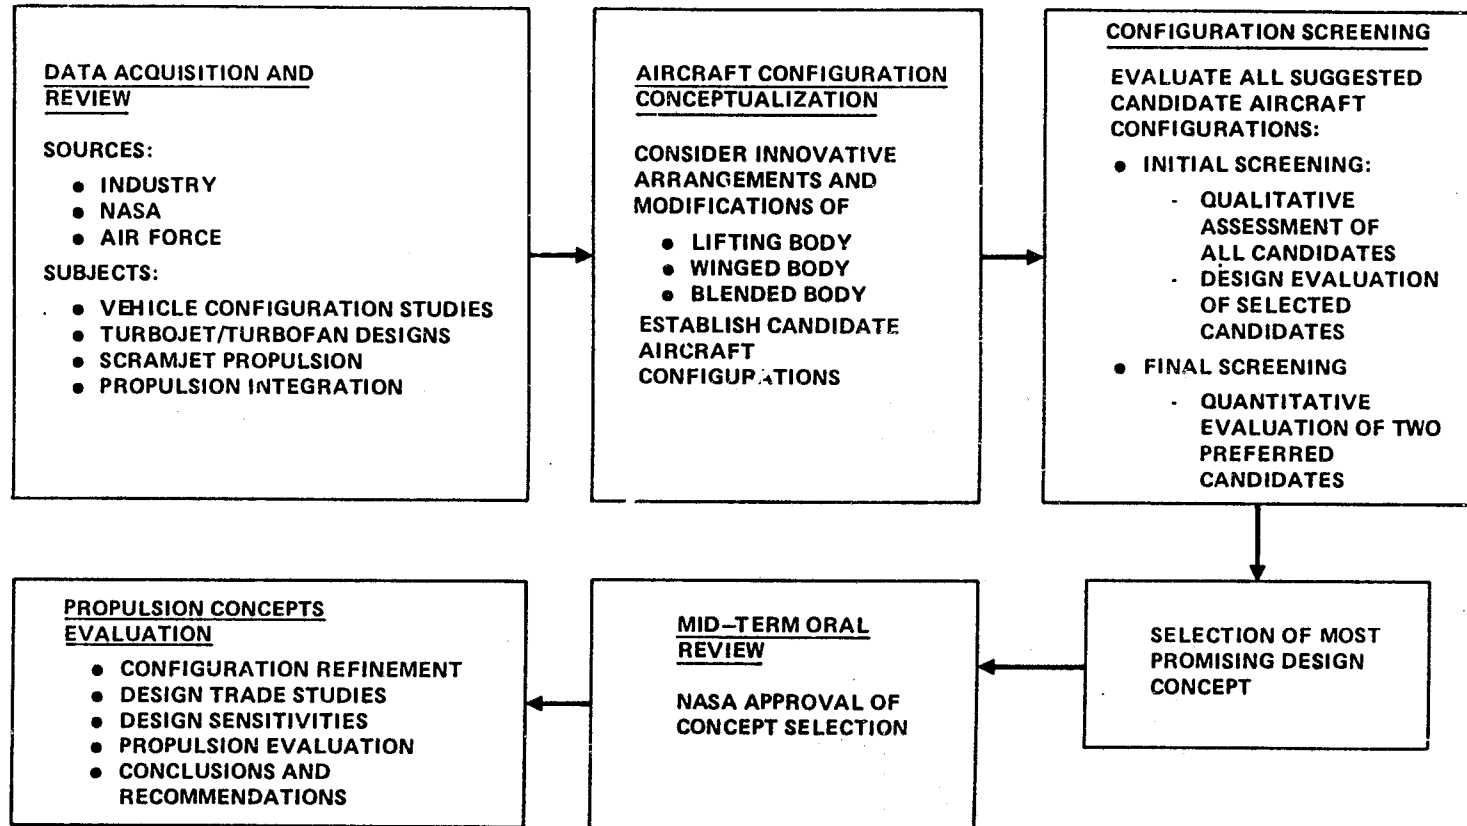 DATA ACQUISITION AND
REVIEW
SOURCES:
● INDUSTRY
● NASA
● AIR FORCE
SUBJECTS:
● VEHICLE CONFIGURATION STUDIES
● TURBOJET/TURBOFAN DESIGNS
● SCRAMJET PROPULSION
● PROPULSION INTEGRATION
AIRCRAFT CONFIGURATION
CONCEPTUALIZATION
CONSIDER INNOVATIVE
ARRANGEMENTS AND
MODIFICATIONS OF
● LIFTING BODY
● WINGED BODY
● BLENDED BODY
ESTABLISH CANDIDATE
AIRCRAFT
CONFIGURATIONS
CONFIGURATION SCREENING
EVALUATE ALL SUGGESTED
CANDIDATE AIRCRAFT
CONFIGURATIONS:
● INITIAL SCREENING:
- QUALITATIVE
ASSESSMENT OF
ALL CANDIDATES
- DESIGN EVALUATION
OF SELECTED
CANDIDATES
● FINAL SCREENING
- QUANTITATIVE
EVALUATION OF TWO
PREFERRED
CANDIDATES
SELECTION OF MOST
PROMISING DESIGN
CONCEPT
MID-TERM ORAL
REVIEW
NASA APPROVAL OF
CONCEPT SELECTION
PROPULSION CONCEPTS
EVALUATION
● CONFIGURATION REFINEMENT
● DESIGN TRADE STUDIES
● DESIGN SENSITIVITIES
● PROPULSION EVALUATION
● CONCLUSIONS AND
RECOMMENDATIONS